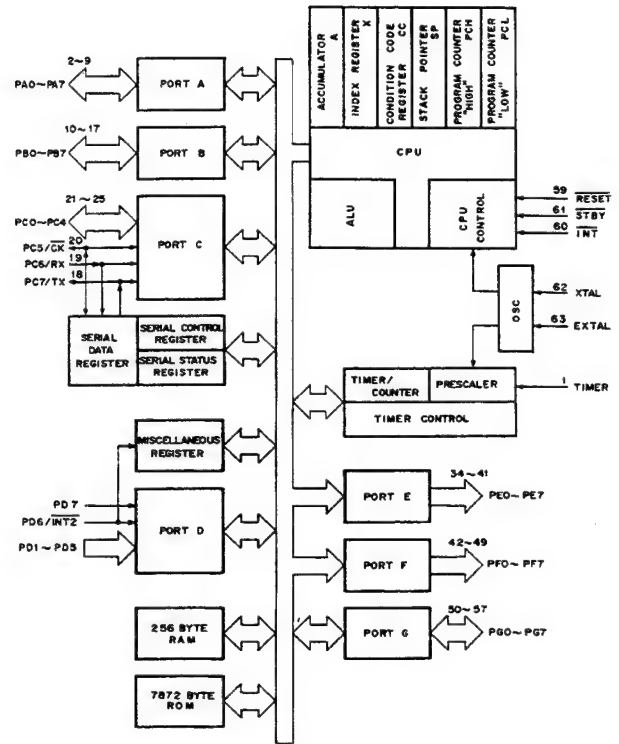 ACCUMULATOR A
INDEX REGISTER X
CONDITION CODE REGISTER CC
STACK POINTER SP
PROGRAM COUNTER "HIGH" PCH
PROGRAM COUNTER "LOW" PCL
CPU
ALU
CPU CONTROL
59 RESET
61 STBY
60 INT
OSC
62 XTAL
63 EXTAL
TIMER/ COUNTER
PRESCALER
1 TIMER
TIMER CONTROL
2~9
PA0~PA7
PORT A
10~17
PB0~PB7
PORT B
21~25
PC0~PC4
PORT C
PC5/CK 20
PC6/RX 19
PC7/TX 18
SERIAL DATA REGISTER
SERIAL CONTROL REGISTER
SERIAL STATUS REGISTER
MISCELLANEOUS REGISTER
PD7
PD6/INT2
PD1~PD5
PORT D
256 BYTE RAM
7872 BYTE ROM
PORT E
34~41
PE0~PE7
PORT F
42~49
PF0~PF7
PORT G
50~57
PG0~PG7